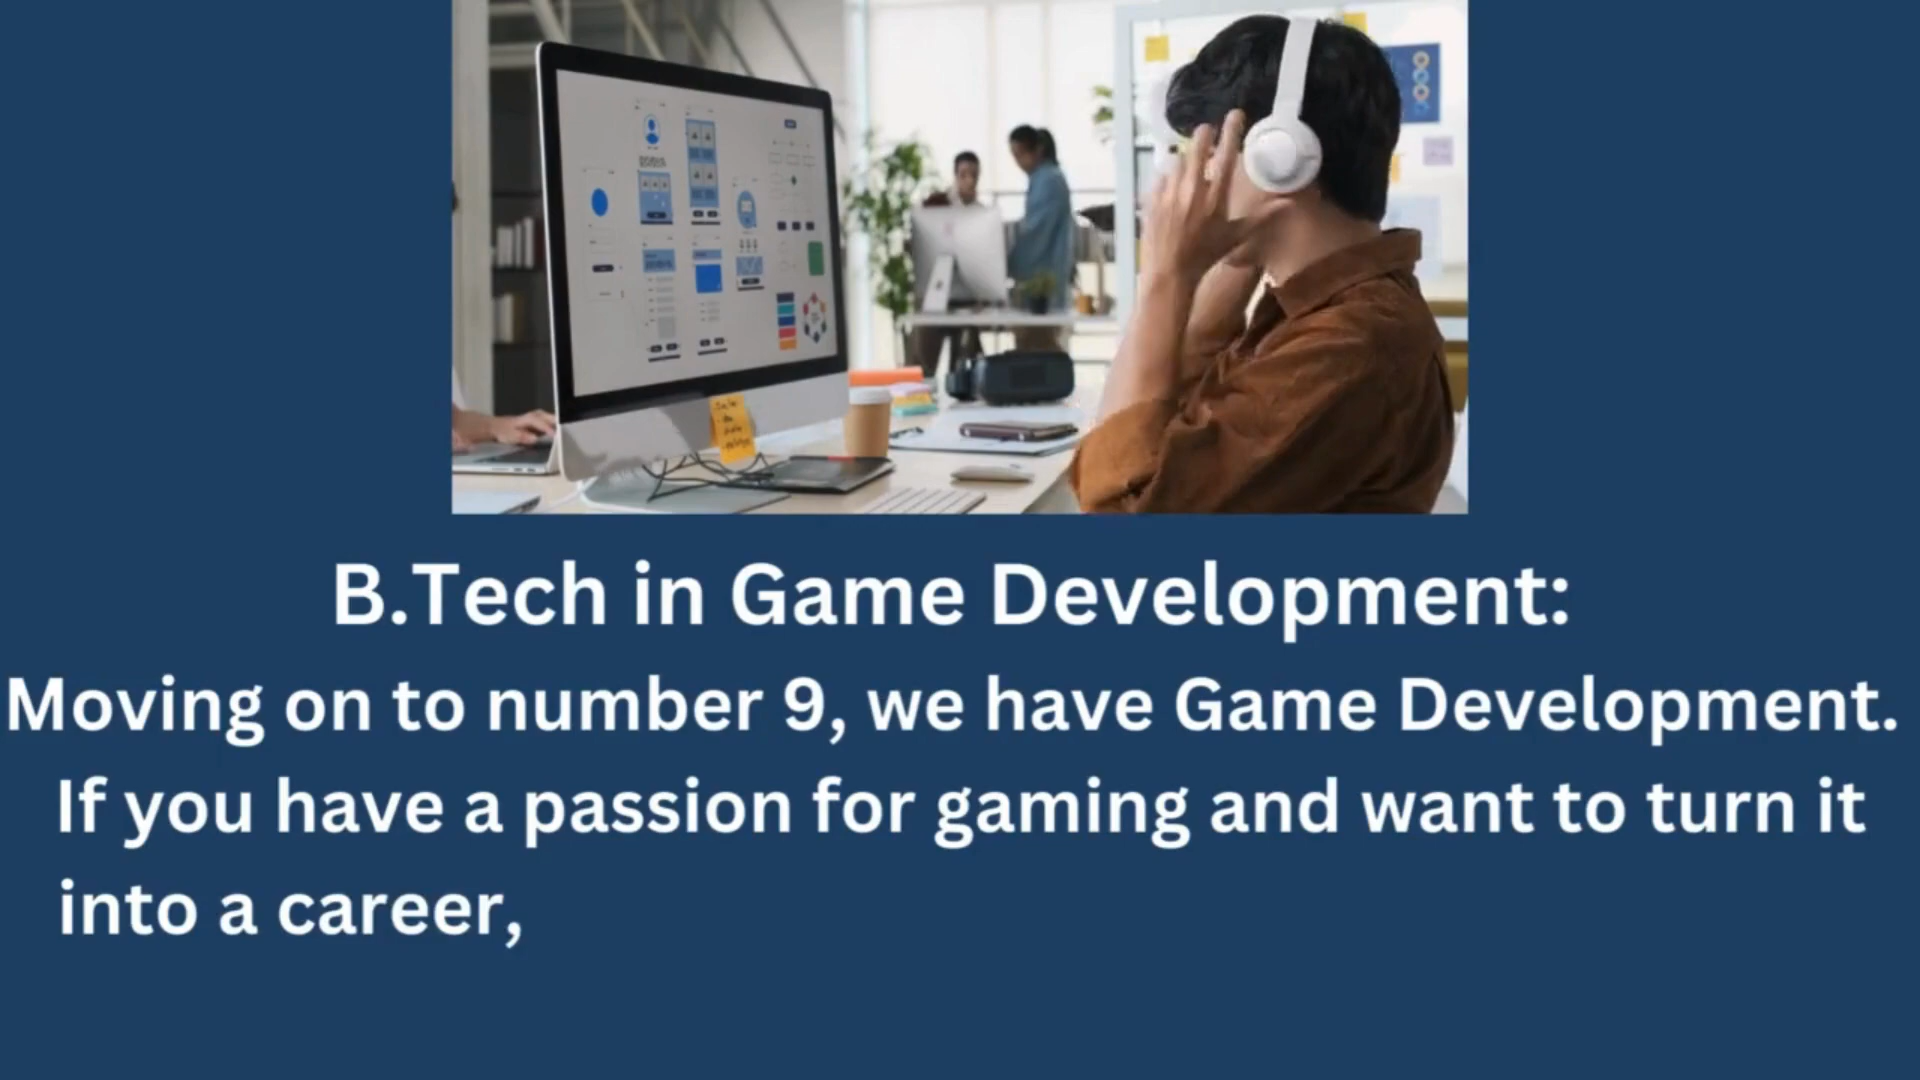 B.Tech in Game Development:
Moving on to number 9, we have Game Development.
If you have a passion for gaming and want to turn it
into a career,